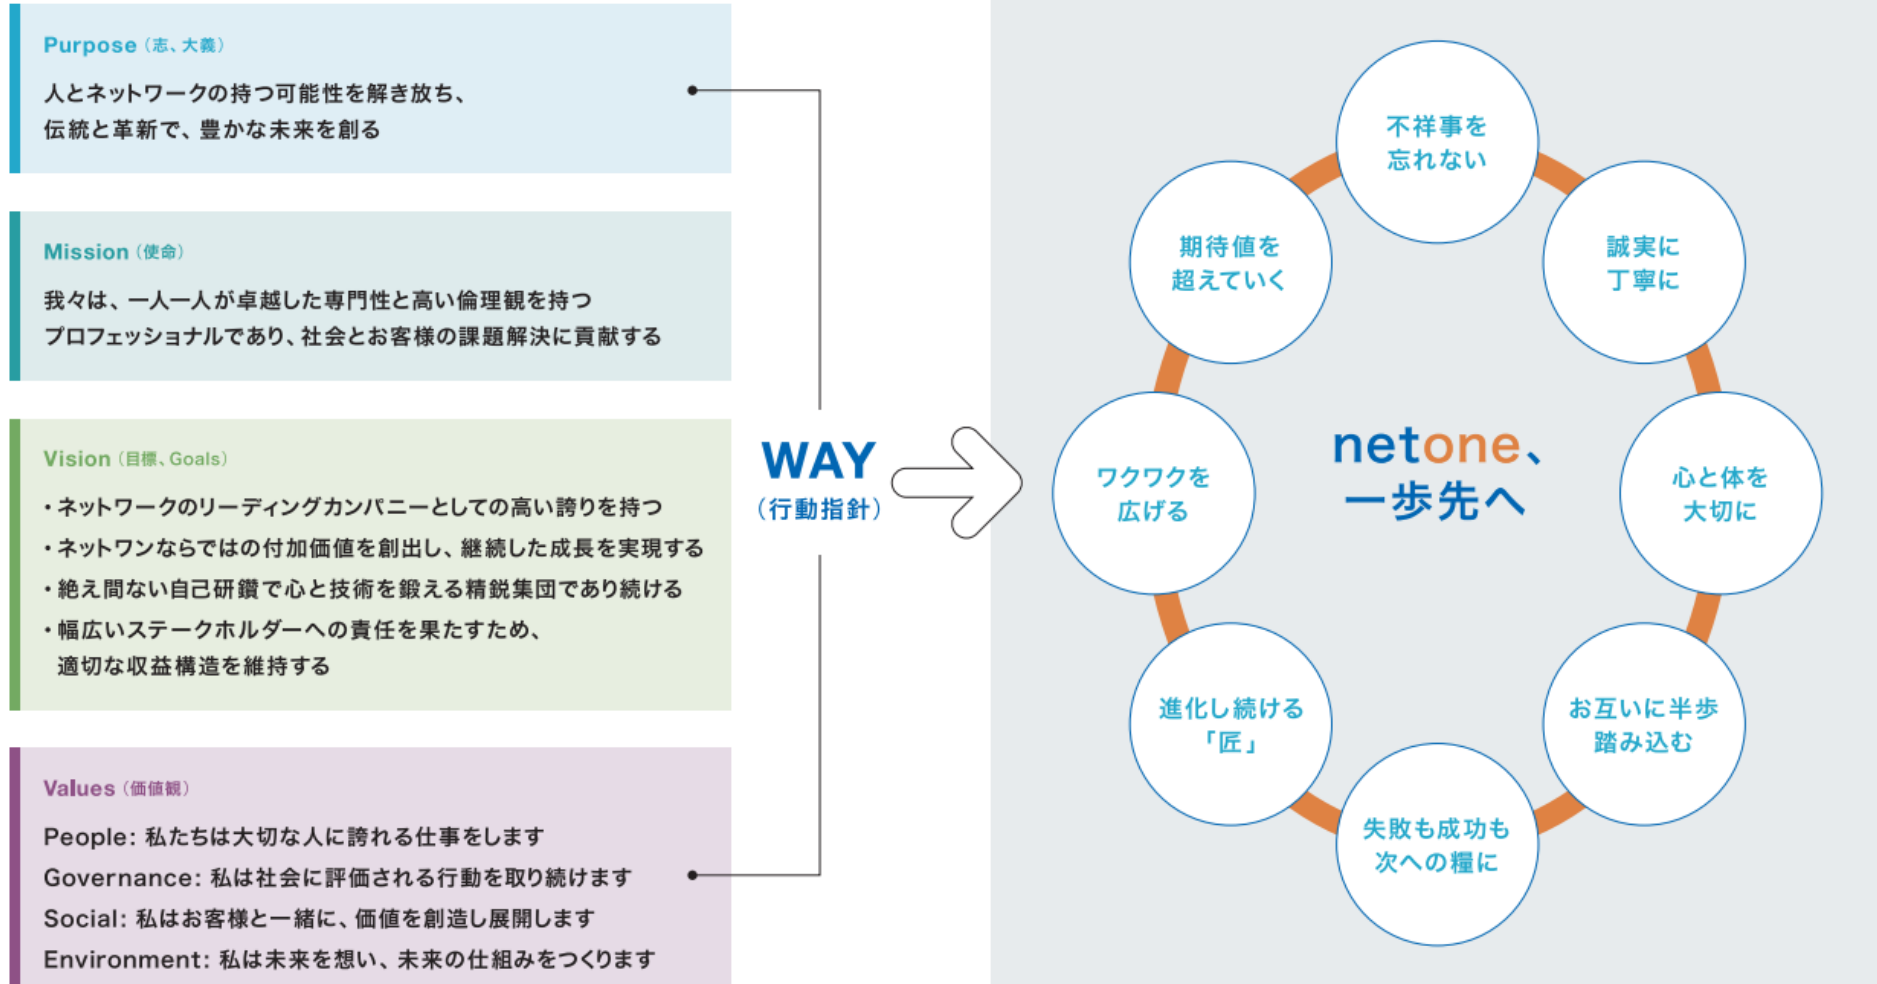 Purpose（志、大義）
人とネットワークの持つ可能性を解き放ち、
伝統と革新で、豊かな未来を創る
Mission（使命）
我々は、一人一人が卓越した専門性と高い倫理観を持つ
プロフェッショナルであり、社会とお客様の課題解決に貢献する
Vision（目標、Goals）
・ネットワークのリーディングカンパニーとしての高い誇りを持つ
・ネットワンならではの付加価値を創出し、継続した成長を実現する
・絶え間ない自己研鑽で心と技術を鍛える精鋭集団であり続ける
・幅広いステークホルダーへの責任を果たすため、
適切な収益構造を維持する
Values（価値観）
People: 私たちは大切な人に誇れる仕事をします
Governance: 私は社会に評価される行動を取り続けます
Social: 私はお客様と一緒に、価値を創造し展開します
Environment: 私は未来を想い、未来の仕組みをつくります
WAY
（行動指針）
netone、
一歩先へ
不祥事を
忘れない
誠実に
丁寧に
心と体を
大切に
お互いに半歩
踏み込む
失敗も成功も
次への糧に
進化し続ける
「匠」
ワクワクを
広げる
期待値を
超えていく